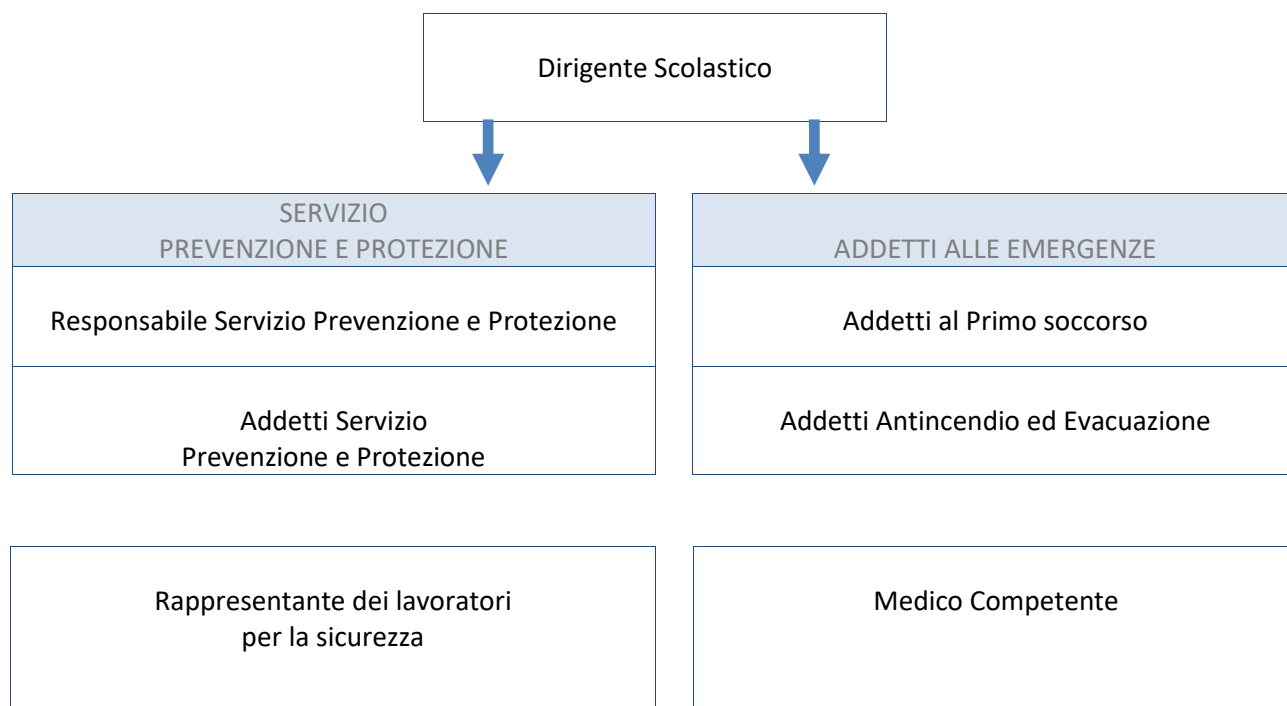 Dirigente Scolastico
SERVIZIO
PREVENZIONE E PROTEZIONE
Responsabile Servizio Prevenzione e Protezione
Addetti Servizio
Prevenzione e Protezione
ADDETTI ALLE EMERGENZE
Addetti al Primo soccorso
Addetti Antincendio ed Evacuazione
Rappresentante dei lavoratori
per la sicurezza
Medico Competente